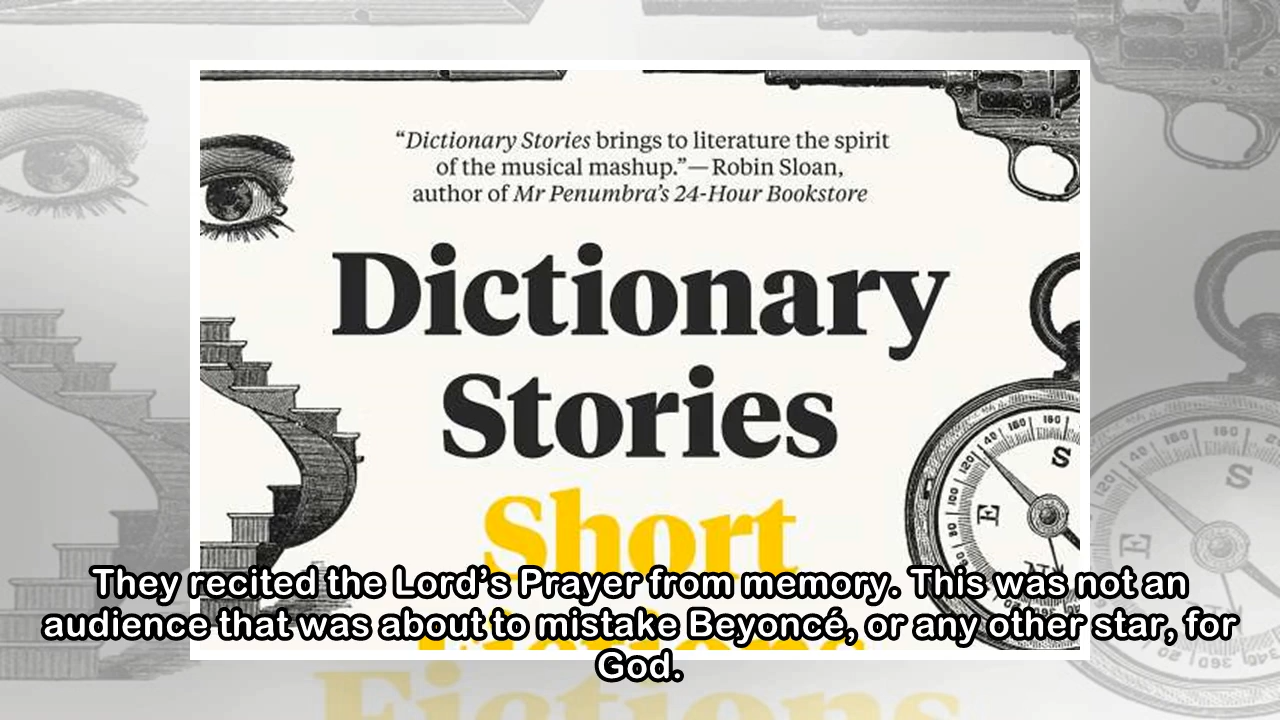 “Dictionary Stories brings to literature the spirit
of the musical mashup.”—Robin Sloan,
author of Mr Penumbra’s 24-Hour Bookstore
Dictionary
Stories
Short
Fictions
They recited the Lord’s Prayer from memory. This was not an
audience that was about to mistake Beyoncé, or any other star, for
God.
S
E